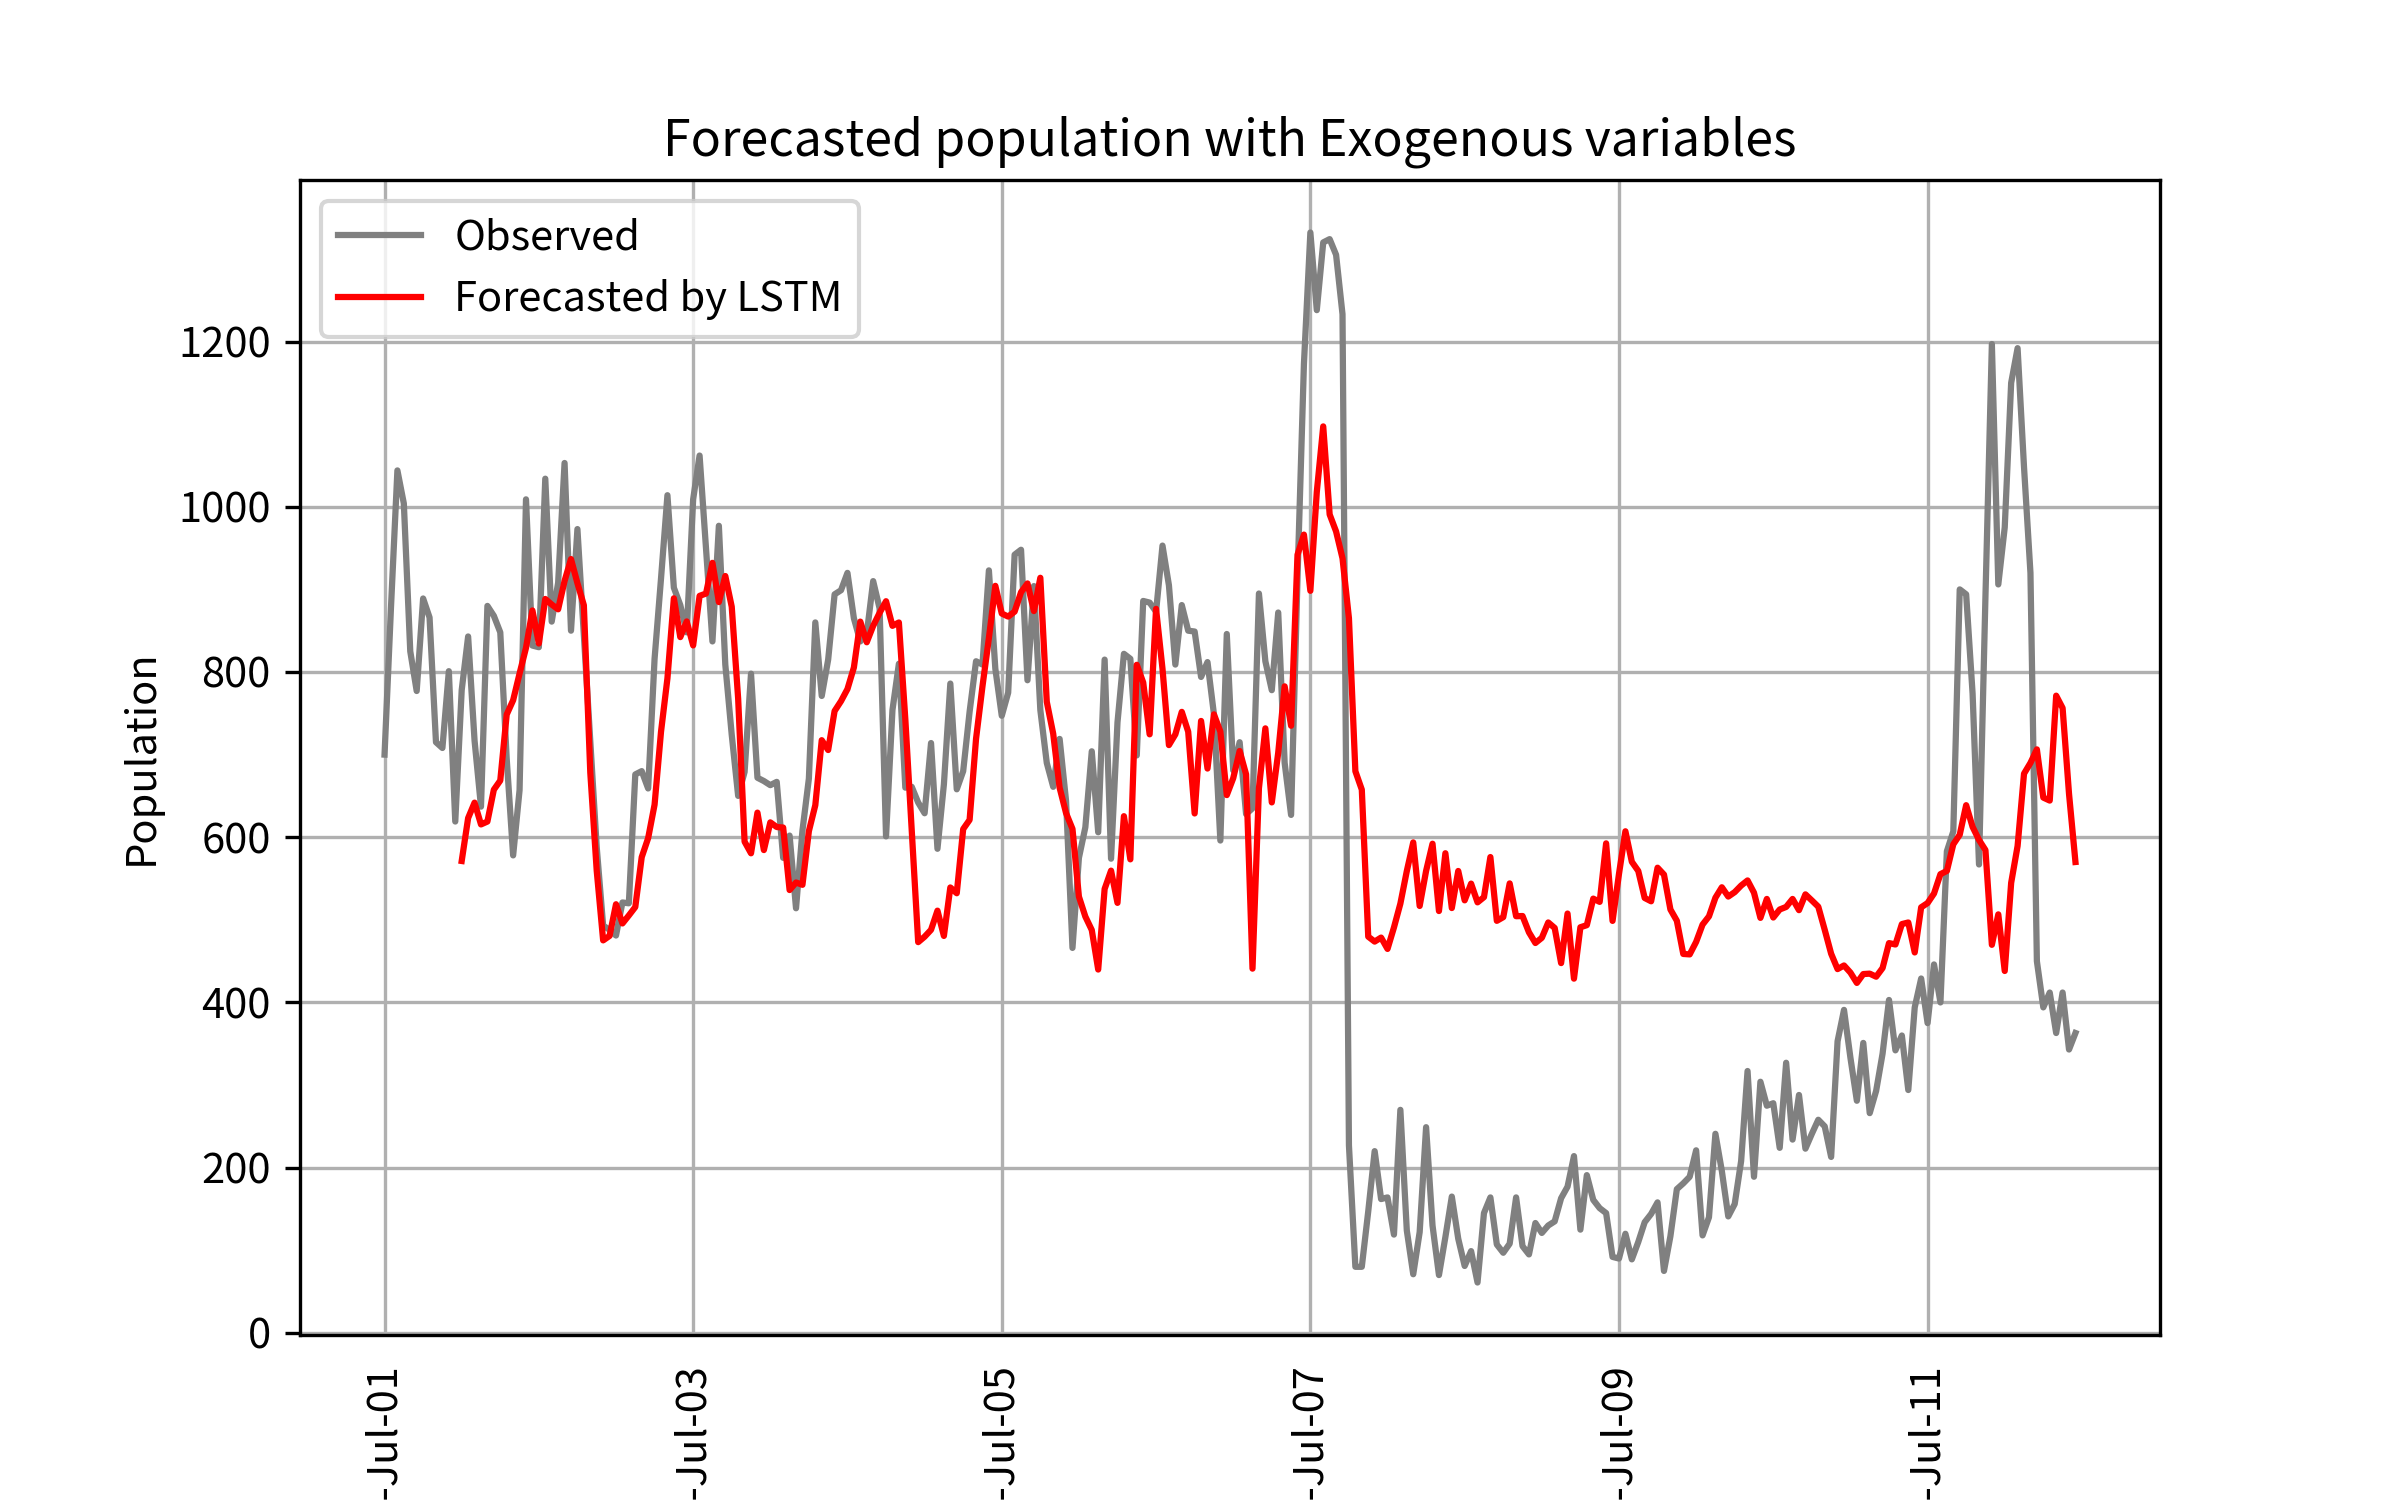 Forecasted population with Exogenous variables
Observed
Forecasted by LSTM
Population
1200
1000
800
600
400
200
0
-Jul-01
-Jul-03
-Jul-05
-Jul-07
-Jul-09
-Jul-11